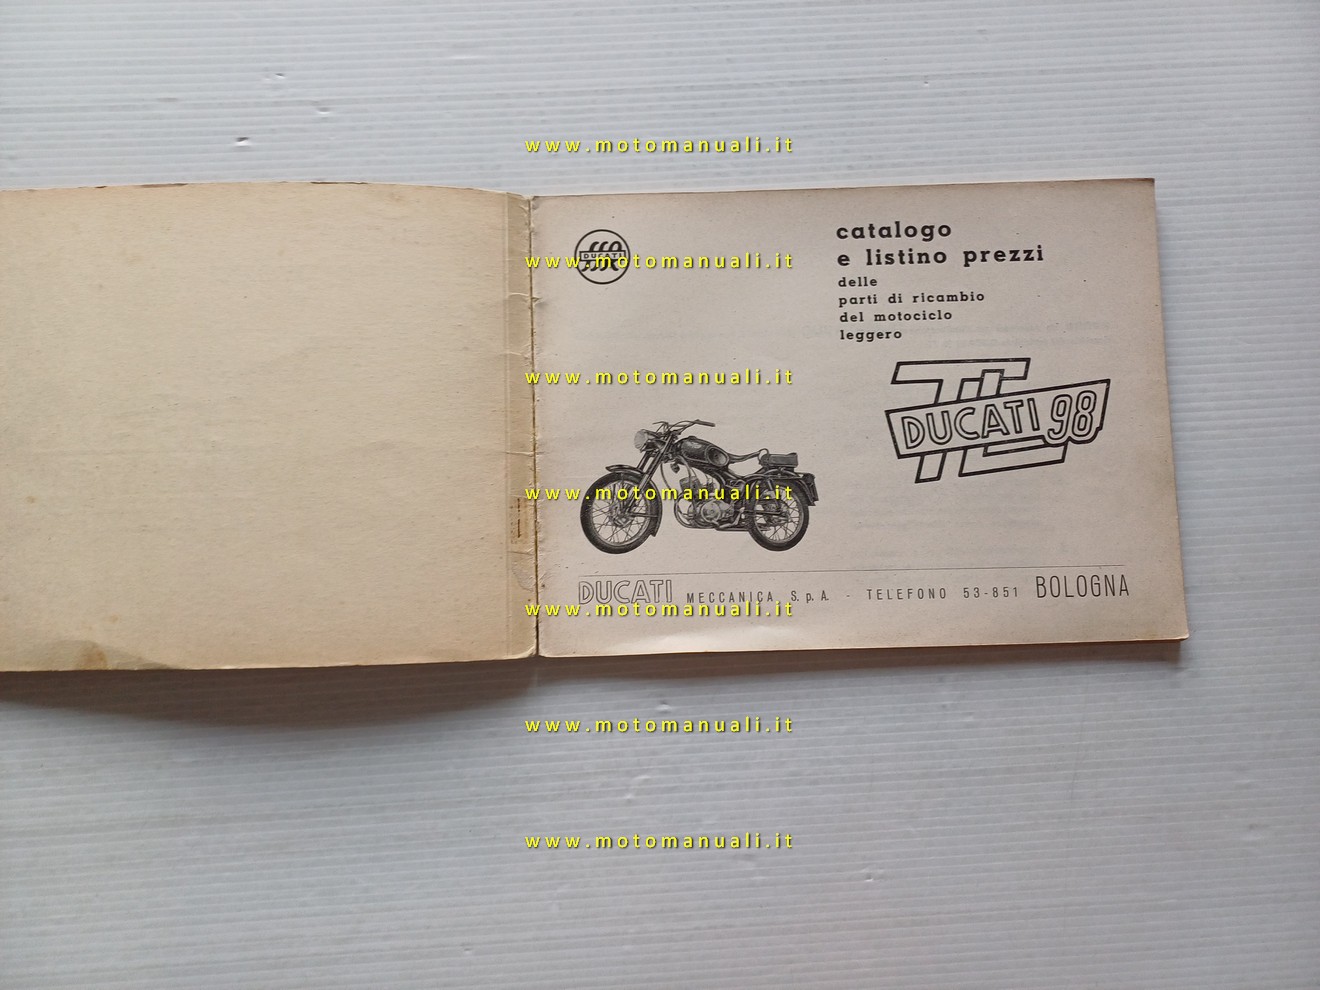 www.motomanuali.it
DUCATI
www.motomanuali.it
catalogo
e listino prezzi
delle
parti di ricambio
del motociclo
leggero
www.motomanuali.it
TL
DUCATI 98
www.motomanuali.it
DUCATI MECCANICA S.p.A. - TELEFONO 53-851 BOLOGNA
www.motomanuali.it
www.motomanuali.it
www.motomanuali.it